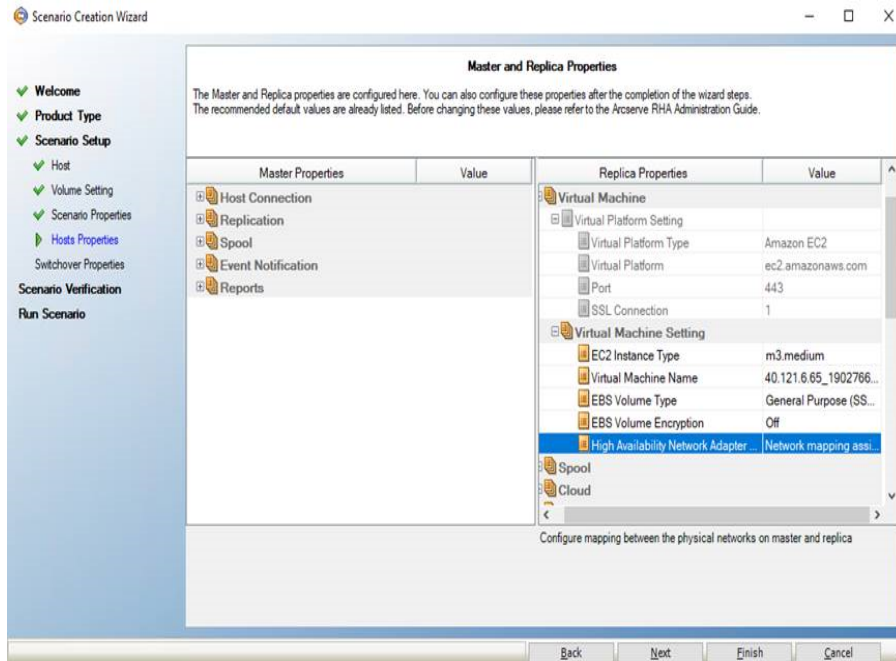 Scenario Creation Wizard
Welcome
Product Type
Scenario Setup
Host
Volume Setting
Scenario Properties
Hosts Properties
Switchover Properties
Scenario Verification
Run Scenario
Master and Replica Properties
The Master and Replica properties are configured here. You can also configure these properties after the completion of the wizard steps.
The recommended default values are already listed. Before changing these values, please refer to the Arcserve RHA Administration Guide.
Master Properties Value
Host Connection
Replication
Spool
Event Notification
Reports
Replica Properties Value
Virtual Machine
Virtual Platform Setting
Virtual Platform Type Amazon EC2
Virtual Platform ec2.amazonaws.com
Port 443
SSL Connection 1
Virtual Machine Setting
EC2 Instance Type m3.medium
Virtual Machine Name 40.121.6.65_1902766...
EBS Volume Type General Purpose (SS...
EBS Volume Encryption Off
High Availability Network Adapter ... Network mapping assi...
Spool
Cloud
Configure mapping between the physical networks on master and replica
Back Next Finish Cancel